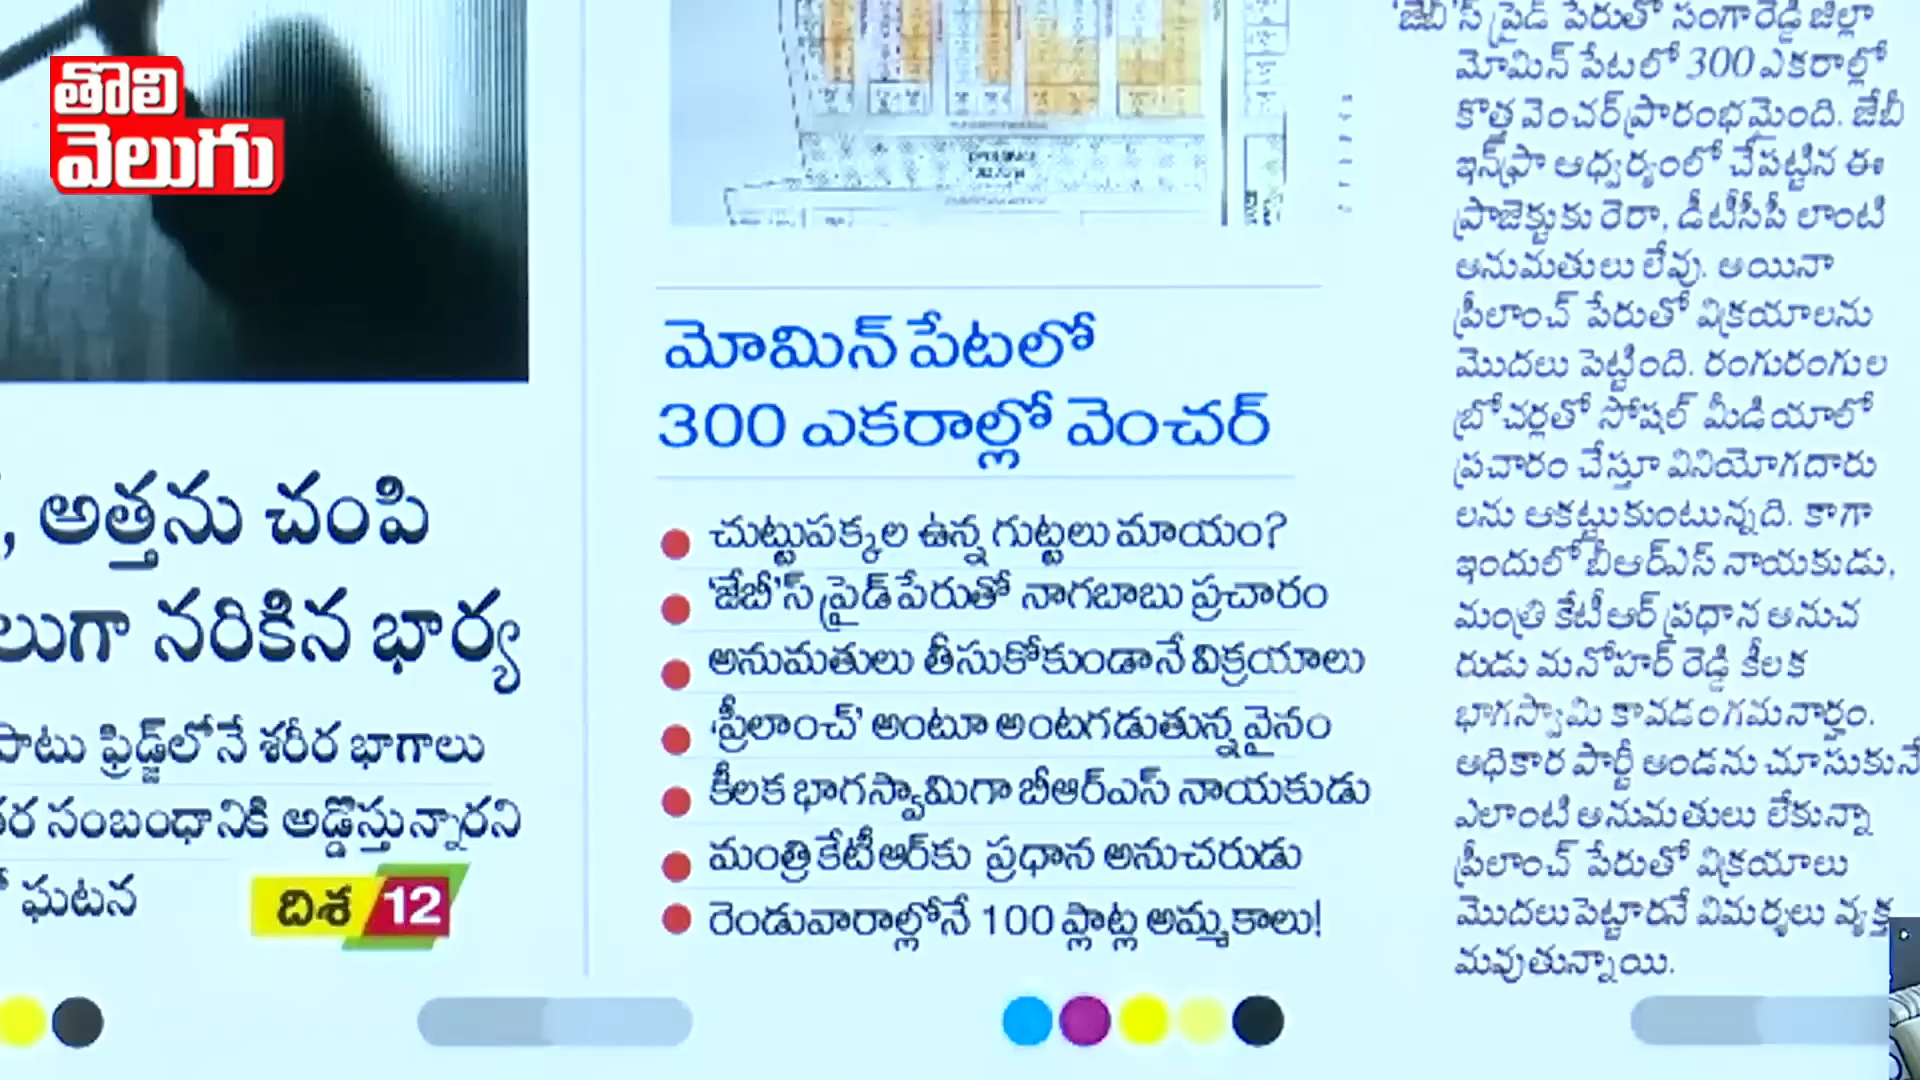 తొలి
వెలుగు
, అత్తను చంపి
లుగా నరికిన భార్య
పాటు ఫ్రిడ్జ్‌లోనే శరీర భాగాలు
సంబంధానికి అడ్డొస్తున్నారని
ఘటన
దిశ 12
మోమిన్ పేటలో
300 ఎకరాల్లో వెంచర్
చుట్టుపక్కల ఉన్న గుట్టలు మాయం?
'జేబీ'స్ ప్రైడ్ పేరుతో నాగబాబు ప్రచారం
అనుమతులు తీసుకోకుండానే విక్రయాలు
'ప్రీలాంచ్' అంటూ అంటగడుతున్న వైనం
కీలక భాగస్వామిగా బీఆర్ఎస్ నాయకుడు
మంత్రి కేటీఆర్‌కు ప్రధాన అనుచరుడు
రెండువారాల్లోనే 100 ప్లాట్ల అమ్మకాలు!
'జేబీ'స్ ప్రైడ్ పేరుతో సంగారెడ్డి జిల్లా
మోమిన్ పేటలో 300 ఎకరాల్లో
కొత్త వెంచర్ ప్రారంభమైంది. జేబీ
ఇన్‌ఫ్రా ఆధ్వర్యంలో చేపట్టిన ఈ
ప్రాజెక్టుకు రెరా, డీటీసీపీ లాంటి
అనుమతులు లేవు. అయినా
ప్రీలాంచ్ పేరుతో విక్రయాలను
మొదలు పెట్టింది. రంగురంగుల
బ్రోచర్లతో సోషల్ మీడియాలో
ప్రచారం చేస్తూ వినియోగదారు
లను ఆకట్టుకుంటున్నది. కాగా
ఇందులో బీఆర్ఎస్ నాయకుడు,
మంత్రి కేటీఆర్ ప్రధాన అనుచ
రుడు మనోహర్ రెడ్డి కీలక
భాగస్వామి కావడం గమనార్హం.
అధికార పార్టీ అండను చూసుకునే
ఎలాంటి అనుమతులు లేకున్నా
ప్రీలాంచ్ పేరుతో విక్రయాలు
మొదలుపెట్టారనే విమర్శలు వ్యక్త
మవుతున్నాయి.